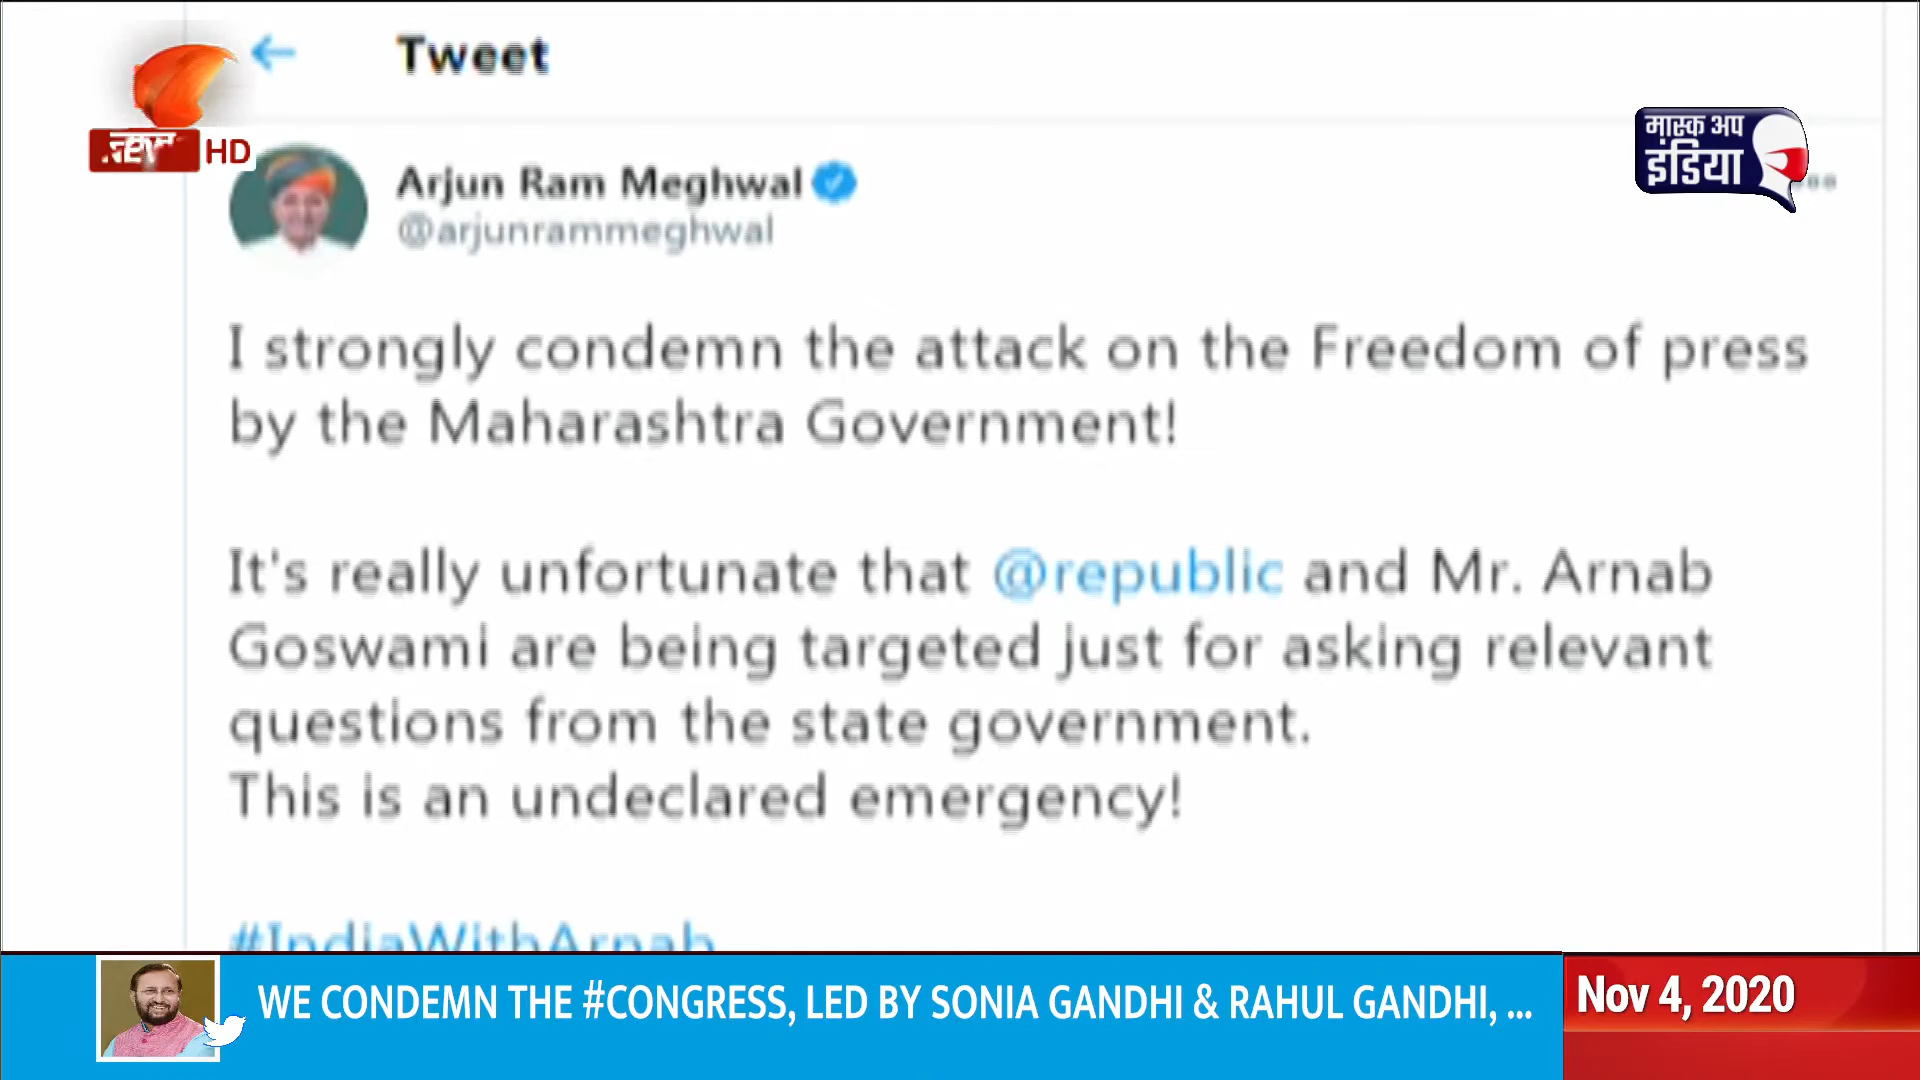 Tweet
HD
मास्क अप
इंडिया
Arjun Ram Meghwal
@arjunrammeghwal
I strongly condemn the attack on the Freedom of press
by the Maharashtra Government!
It's really unfortunate that @republic and Mr. Arnab
Goswami are being targeted just for asking relevant
questions from the state government.
This is an undeclared emergency!
#IndiaWithArnab
WE CONDEMN THE #CONGRESS, LED BY SONIA GANDHI & RAHUL GANDHI, ...
Nov 4, 2020